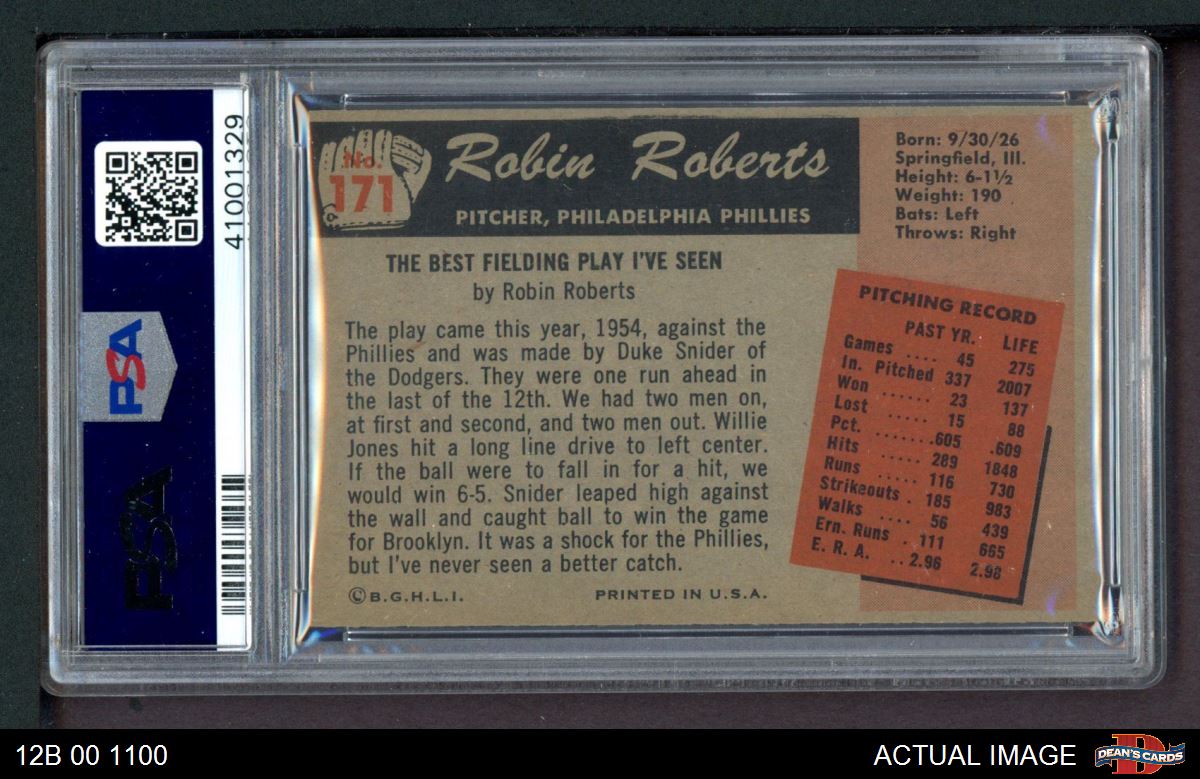 41001329
PSA
PSA
No.
171
Robin Roberts
PITCHER, PHILADELPHIA PHILLIES
Born: 9/30/26
Springfield, Ill.
Height: 6-11½
Weight: 190
Bats: Left
Throws: Right
THE BEST FIELDING PLAY I'VE SEEN
by Robin Roberts
The play came this year, 1954, against the
Phillies and was made by Duke Snider of
the Dodgers. They were one run ahead in
the last of the 12th. We had two men on,
at first and second, and two men out. Willie
Jones hit a long line drive to left center.
If the ball were to fall in for a hit, we
would win 6-5. Snider leaped high against
the wall and caught ball to win the game
for Brooklyn. It was a shock for the Phillies,
but I've never seen a better catch.
©B.G.H.L.I. PRINTED IN U.S.A.
PITCHING RECORD
PAST YR. LIFE
Games .... 45 275
In. Pitched 337 2007
Won ...... 23 137
Lost ...... 15 88
Pct. ....... .605 .609
Hits ..... 289 1848
Runs ..... 116 730
Strikeouts . 185 983
Walks .... 56 439
Ern. Runs . 111 665
E. R. A. .. 2.96 2.98
12B 00 1100
ACTUAL IMAGE
DEAN'S CARDS